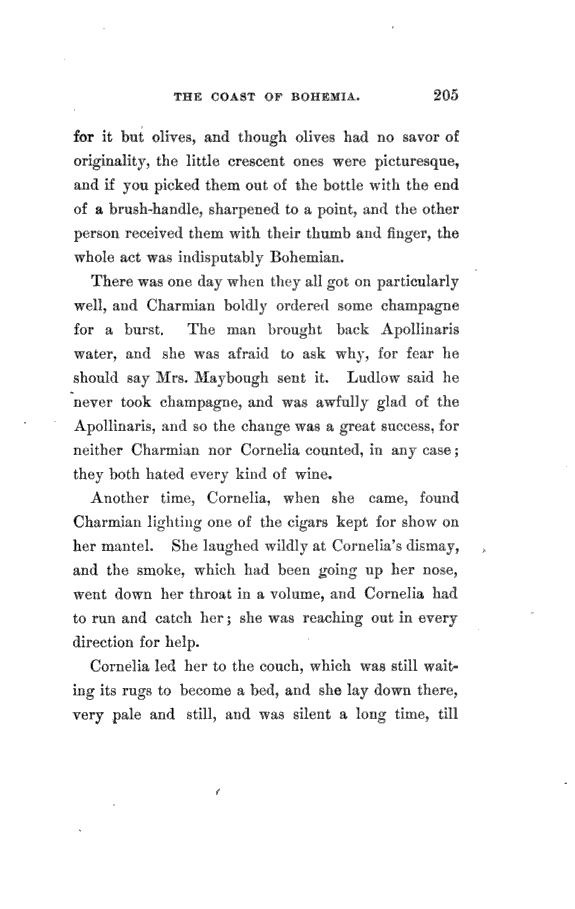 THE COAST OF BOHEMIA. 205
for it but olives, and though olives had no savor of
originality, the little crescent ones were picturesque,
and if you picked them out of the bottle with the end
of a brush-handle, sharpened to a point, and the other
person received them with their thumb and finger, the
whole act was indisputably Bohemian.
There was one day when they all got on particularly
well, and Charmian boldly ordered some champagne
for a burst. The man brought back Apollinaris
water, and she was afraid to ask why, for fear he
should say Mrs. Maybough sent it. Ludlow said he
never took champagne, and was awfully glad of the
Apollinaris, and so the change was a great success, for
neither Charmian nor Cornelia counted, in any case;
they both hated every kind of wine.
Another time, Cornelia, when she came, found
Charmian lighting one of the cigars kept for show on
her mantel. She laughed wildly at Cornelia's dismay,
and the smoke, which had been going up her nose,
went down her throat in a volume, and Cornelia had
to run and catch her; she was reaching out in every
direction for help.
Cornelia led her to the couch, which was still wait-
ing its rugs to become a bed, and she lay down there,
very pale and still, and was silent a long time, till